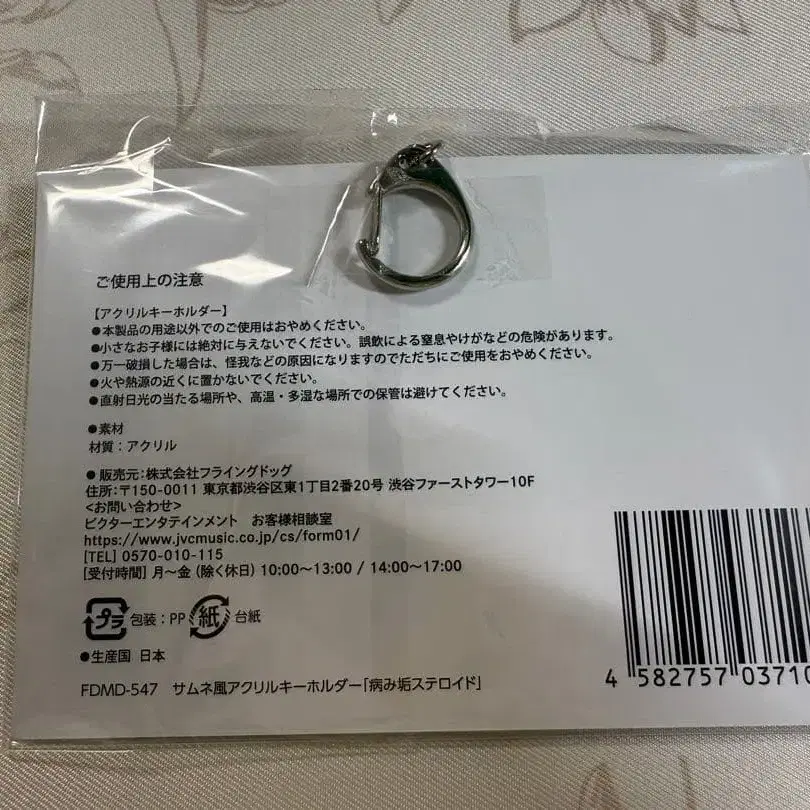 ご使用上の注意
【アクリルキーホルダー】
●本製品の用途以外でのご使用はおやめください。
●小さなお子様には絶対に与えないでください。誤飲による窒息やけがなどの危険があります。
●万一破損した場合は、怪我などの原因になりますのでただちにご使用をおやめください。
●火や熱源の近くに置かないでください。
●直射日光の当たる場所や、高温・多湿な場所での保管は避けてください。
●素材
材質：アクリル
● 販売元：株式会社フライングドッグ
住所：〒150-0011 東京都渋谷区東1丁目2番20号 渋谷ファーストタワー10F
<お問い合わせ>
ビクターエンタテインメント　お客様相談室
https://www.jvcmusic.co.jp/cs/form01/
[TEL] 0570-010-115
[受付時間] 月～金（除く休日）10:00～13:00 / 14:00～17:00
プラ 包装：PP 紙 台紙
●生産国 日本
FDMD-547　サムネ風アクリルキーホルダー「病み垢ステロイド」
4 582757 03710